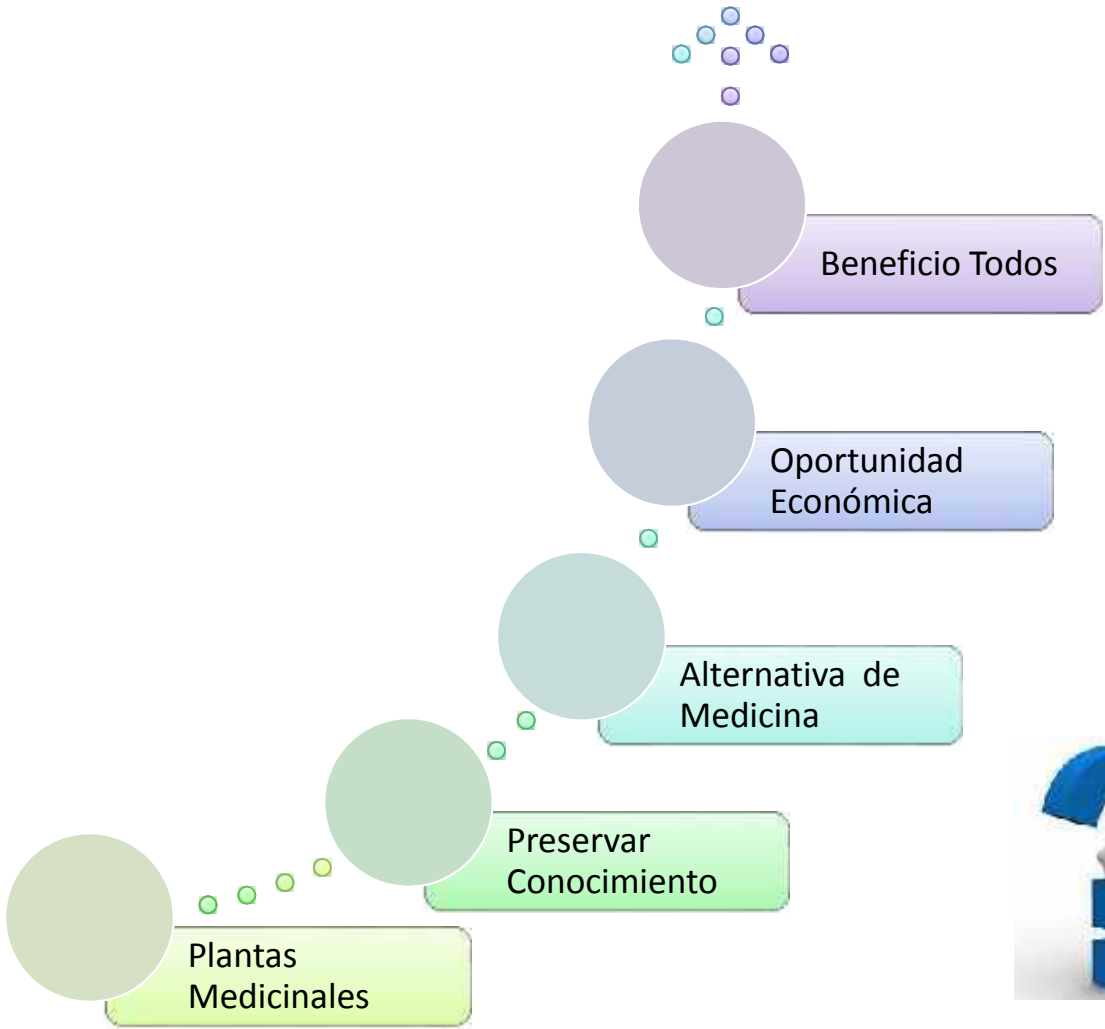 Beneficio Todos
Oportunidad
Económica
Alternativa de
Medicina
Preservar
Conocimiento
Plantas
Medicinales